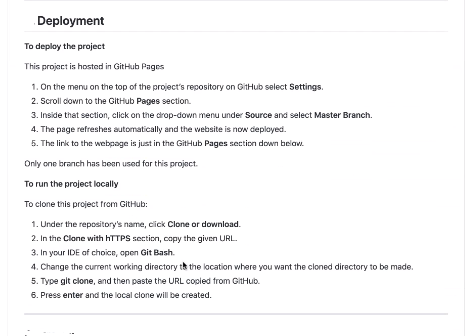 Deployment
To deploy the project
This project is hosted in GitHub Pages
1. On the menu on the top of the project's repository on GitHub select Settings.
2. Scroll down to the GitHub Pages section.
3. Inside that section, click on the drop-down menu under Source and select Master Branch.
4. The page refreshes automatically and the website is now deployed.
5. The link to the webpage is just in the GitHub Pages section down below.
Only one branch has been used for this project.
To run the project locally
To clone this project from GitHub:
1. Under the repository's name, click Clone or download.
2. In the Clone with hTTPS section, copy the given URL.
3. In your IDE of choice, open Git Bash.
4. Change the current working directory to the location where you want the cloned directory to be made.
5. Type git clone, and then paste the URL copied from GitHub.
6. Press enter and the local clone will be created.